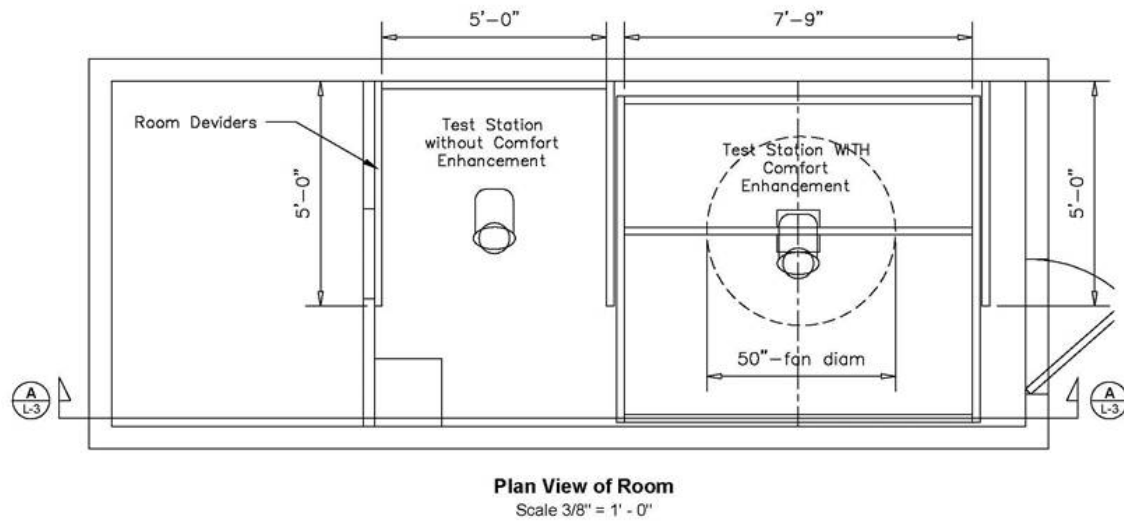 5'-0"
7'-9"
Room Deviders
Test Station
without Comfort
Enhancement
Test Station WITH
Comfort
Enhancement
5'-0"
5'-0"
50"-fan diam
A
L-3
A
L-3
Plan View of Room
Scale 3/8" = 1' - 0"